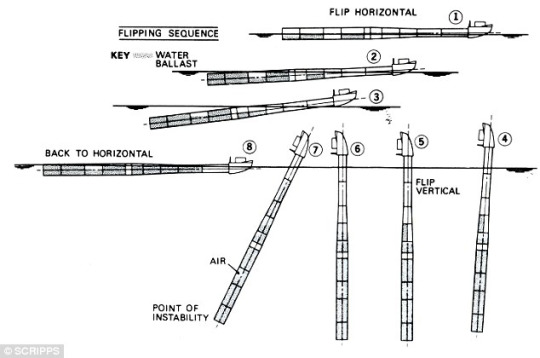 FLIP HORIZONTAL
1
FLIPPING SEQUENCE
KEY WATER
BALLAST
2
3
BACK TO HORIZONTAL
8
7
6
5
4
FLIP
VERTICAL
AIR
POINT OF
INSTABILITY
© SCRIPPS